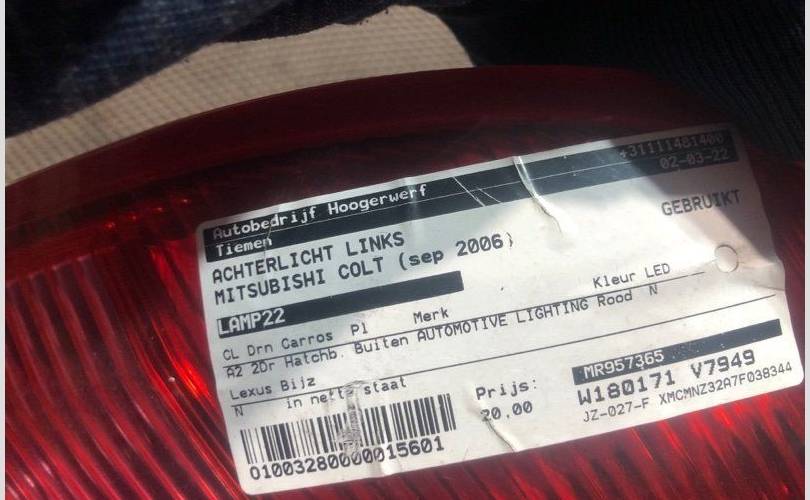 Autobedrijf Hoogerwerf +31111481400
Tiemen 02-03-22
ACHTERLICHT LINKS GEBRUIKT
MITSUBISHI COLT (sep 2006)
LAMP22
CL Drn Carros Pl Merk Kleur LED
A2 2Dr Hatchb. Buiten AUTOMOTIVE LIGHTING Rood N
Lexus Bijz
N in nette staat
Prijs: MR957365
20,00 W180171 V7949
JZ-027-F XMCMNZ32A7F038344
01003280000015601